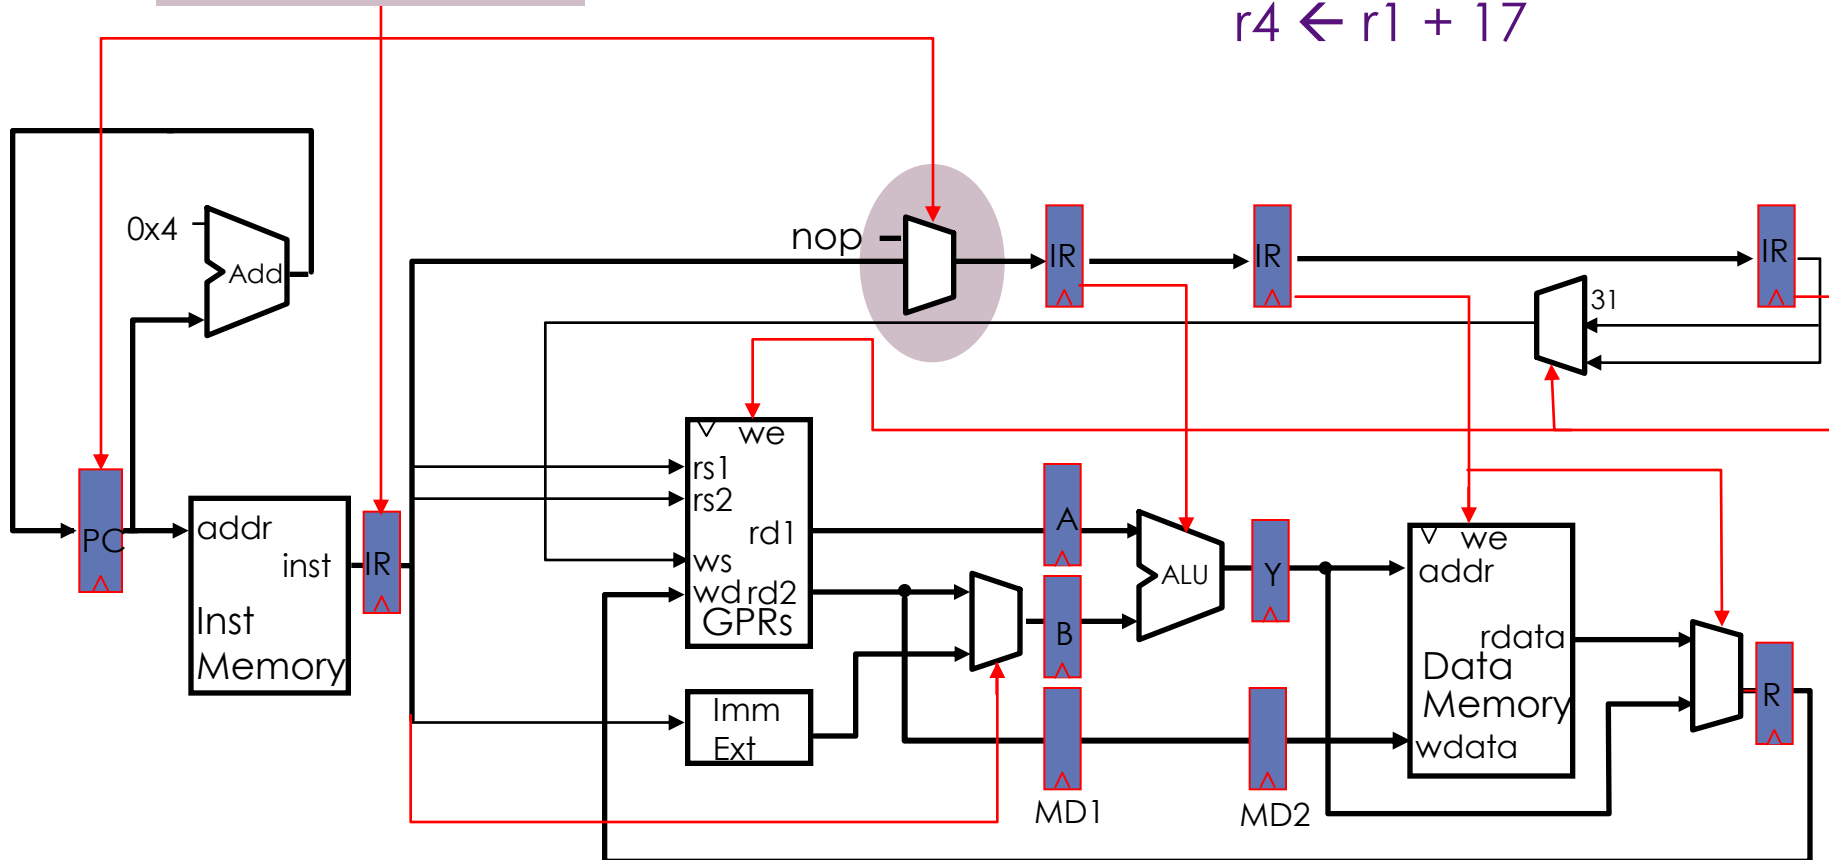 r4 ← r1 + 17
0x4
Add
nop
IR
IR
IR
31
we
rs1
rs2
rd1
ws
wd rd2
GPRs
PC
addr
inst
Inst
Memory
IR
A
B
ALU
Y
we
addr
rdata
Data
Memory
wdata
R
Imm
Ext
MD1
MD2